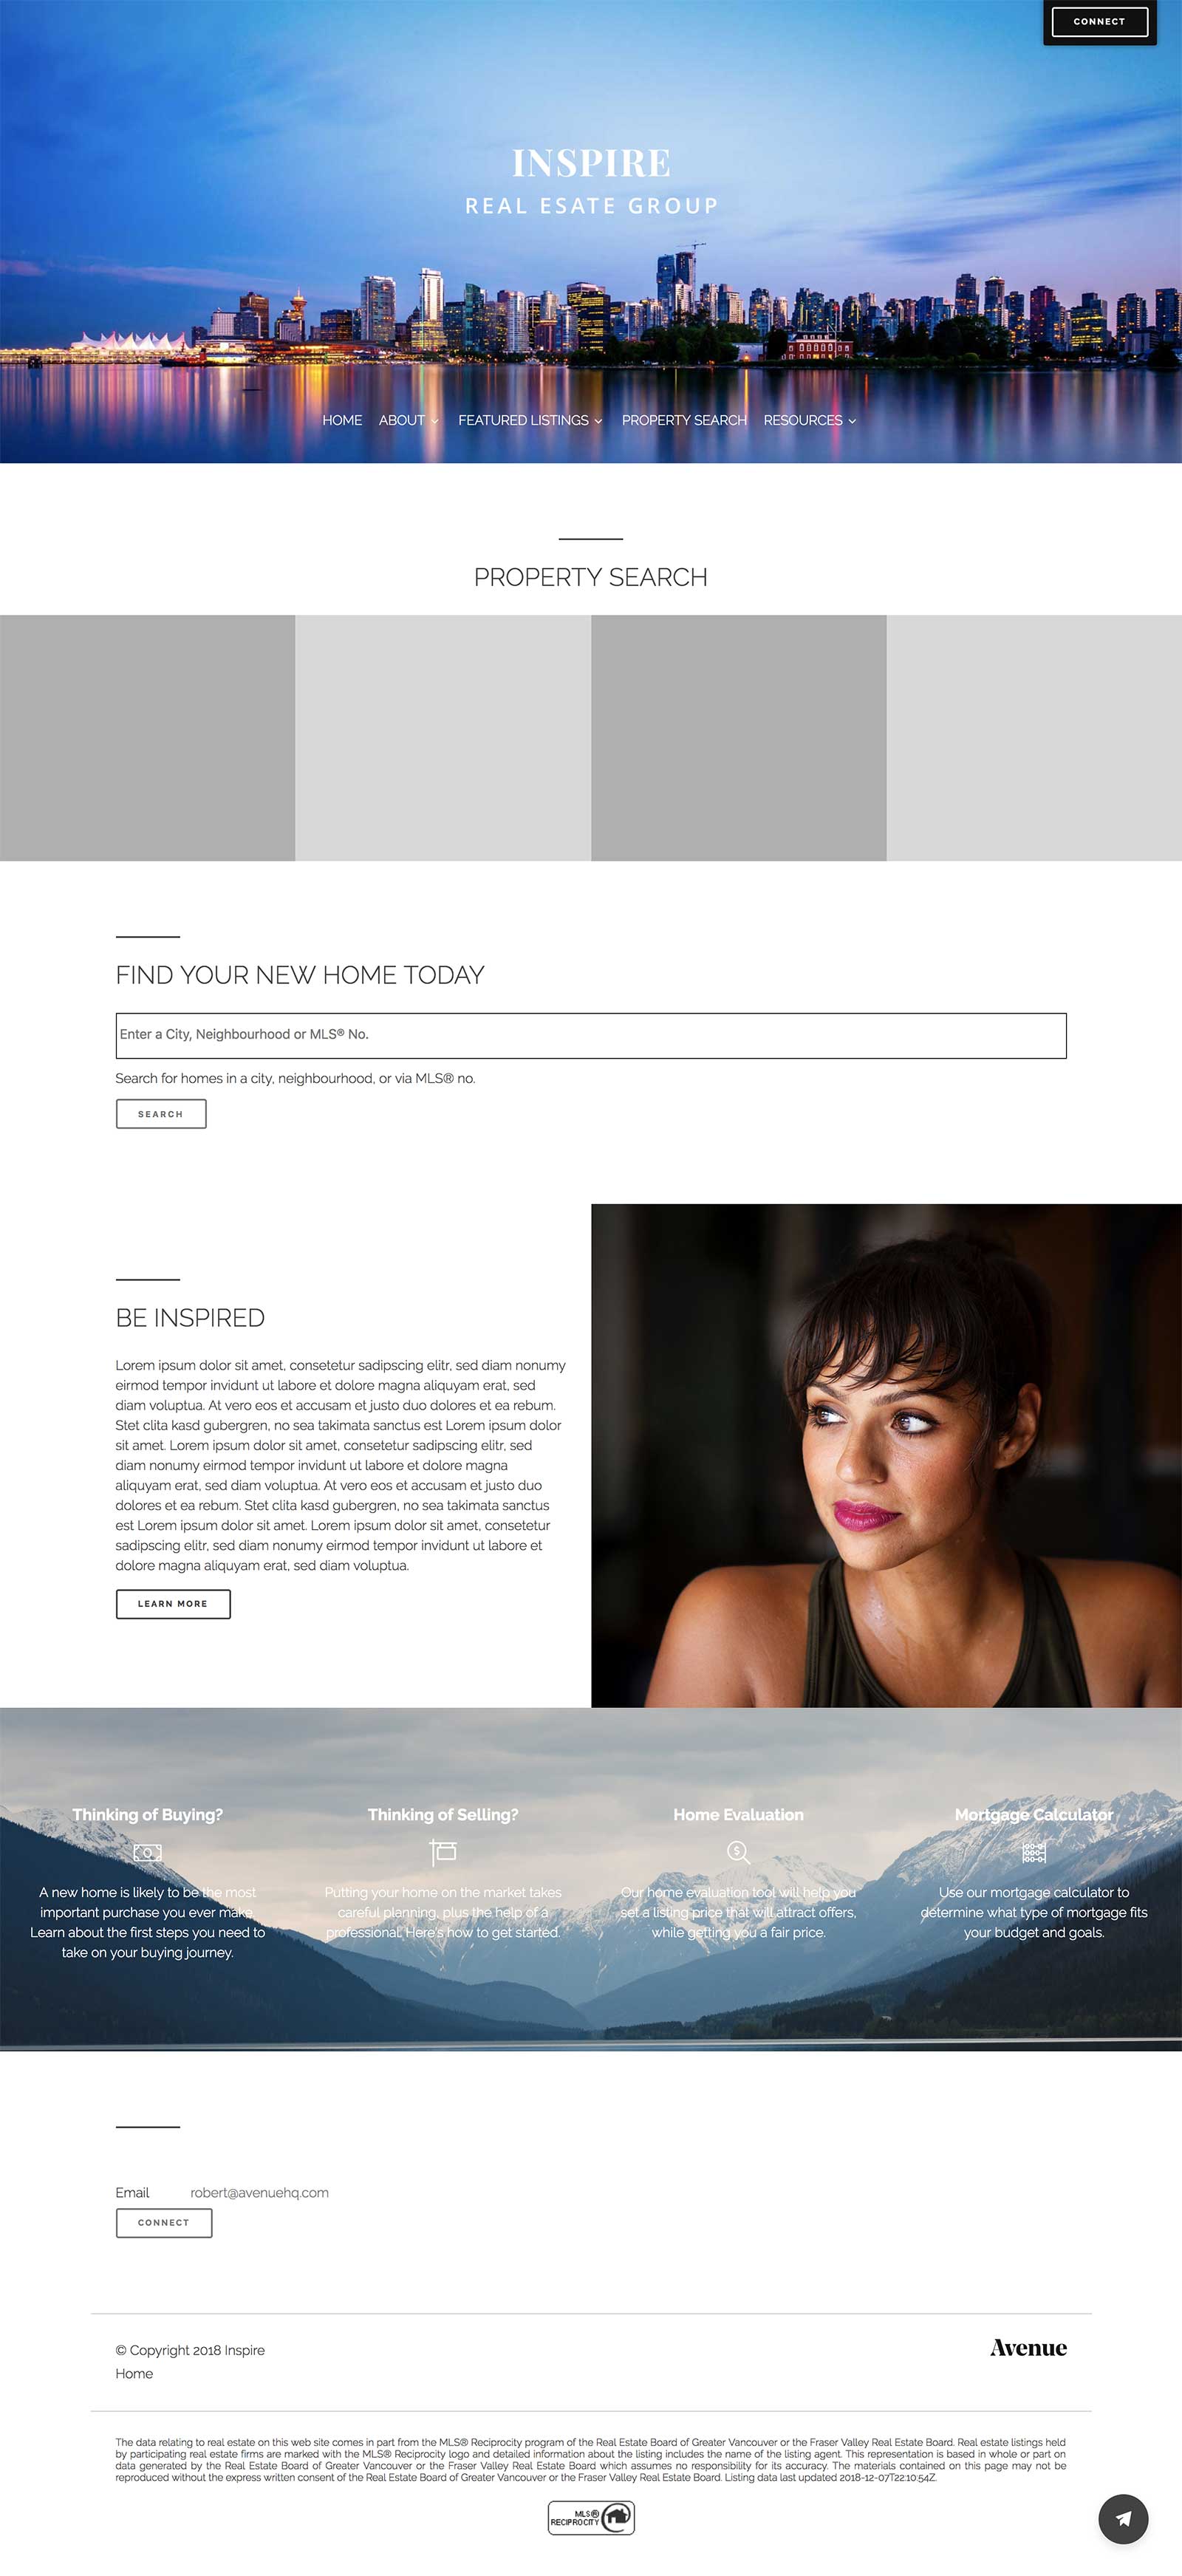 CONNECT
INSPIRE
REAL ESATE GROUP
HOME ABOUT FEATURED LISTINGS PROPERTY SEARCH RESOURCES
PROPERTY SEARCH
FIND YOUR NEW HOME TODAY
Enter a City, Neighbourhood or MLS® No.
Search for homes in a city, neighbourhood, or via MLS® no.
SEARCH
BE INSPIRED
Lorem ipsum dolor sit amet, consetetur sadipscing elitr, sed diam nonumy
eirmod tempor invidunt ut labore et dolore magna aliquyam erat, sed
diam voluptua. At vero eos et accusam et justo duo dolores et ea rebum.
Stet clita kasd gubergren, no sea takimata sanctus est Lorem ipsum dolor
sit amet. Lorem ipsum dolor sit amet, consetetur sadipscing elitr, sed
diam nonumy eirmod tempor invidunt ut labore et dolore magna
aliquyam erat, sed diam voluptua. At vero eos et accusam et justo duo
dolores et ea rebum. Stet clita kasd gubergren, no sea takimata sanctus
est Lorem ipsum dolor sit amet. Lorem ipsum dolor sit amet, consetetur
sadipscing elitr, sed diam nonumy eirmod tempor invidunt ut labore et
dolore magna aliquyam erat, sed diam voluptua.
LEARN MORE
Thinking of Buying?
A new home is likely to be the most
important purchase you ever make.
Learn about the first steps you need to
take on your buying journey.
Thinking of Selling?
Putting your home on the market takes
careful planning, plus the help of a
professional. Here's how to get started.
Home Evaluation
Our home evaluation tool will help you
set a listing price that will attract offers,
while getting you a fair price.
Mortgage Calculator
Use our mortgage calculator to
determine what type of mortgage fits
your budget and goals.
Email robert@avenuehq.com
CONNECT
© Copyright 2018 Inspire
Home
Avenue
The data relating to real estate on this web site comes in part from the MLS® Reciprocity program of the Real Estate Board of Greater Vancouver or the Fraser Valley Real Estate Board. Real estate listings held
by participating real estate firms are marked with the MLS® Reciprocity logo and detailed information about the listing includes the name of the listing agent. This representation is based in whole or part on
data generated by the Real Estate Board of Greater Vancouver or the Fraser Valley Real Estate Board which assumes no responsibility for its accuracy. The materials contained on this page may not be
reproduced without the express written consent of the Real Estate Board of Greater Vancouver or the Fraser Valley Real Estate Board. Listing data last updated 2018-12-07T22:10:54Z.
MLS®
RECIPROCITY